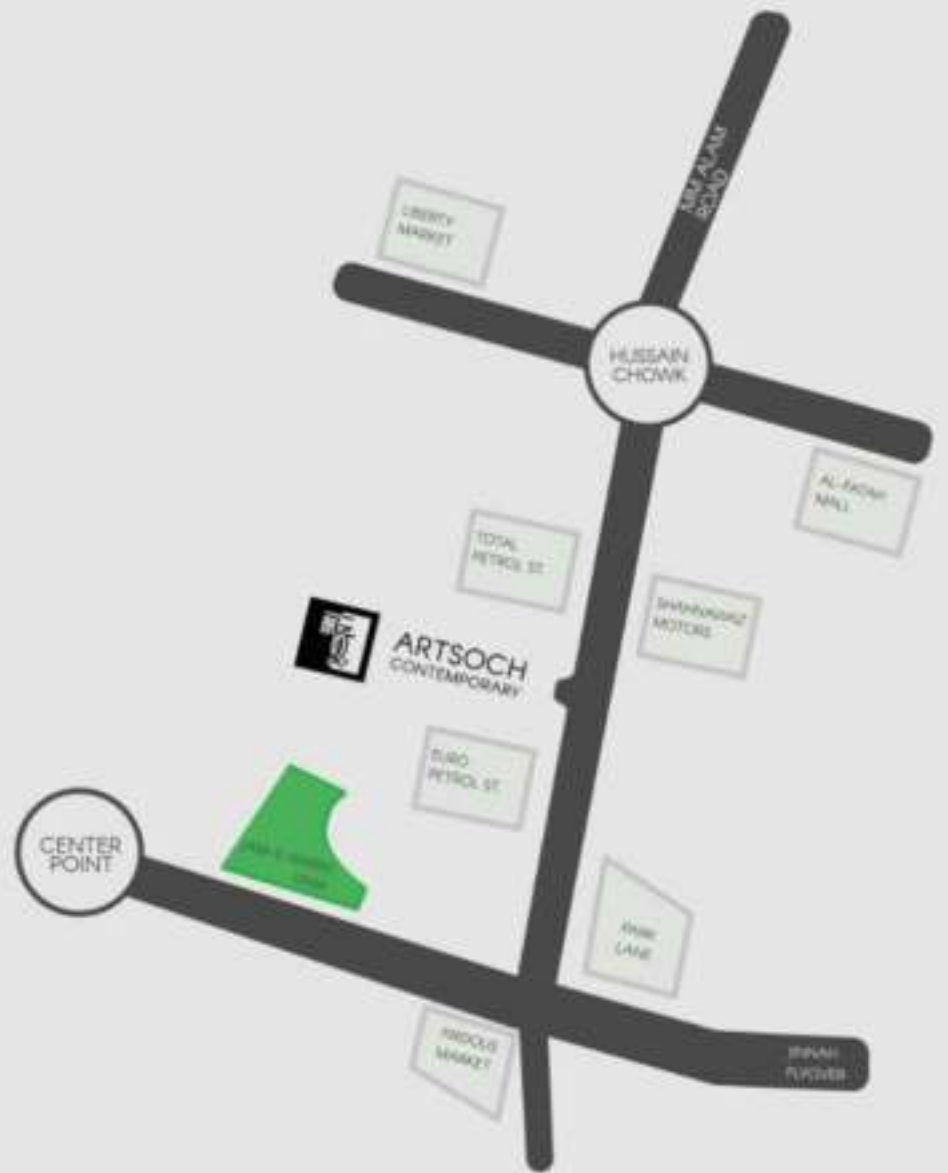 MM ALAM
ROAD
LIBERTY
MARKET
HUSSAIN
CHOWK
AL-FATAH
MALL
TOTAL
PETROL ST.
SHAHNAWAZ
MOTORS
ARTSOCH
CONTEMPORARY
EURO
PETROL ST.
CENTER
POINT
PARK
LANE
MARKET
JINNAH
FLYOVER